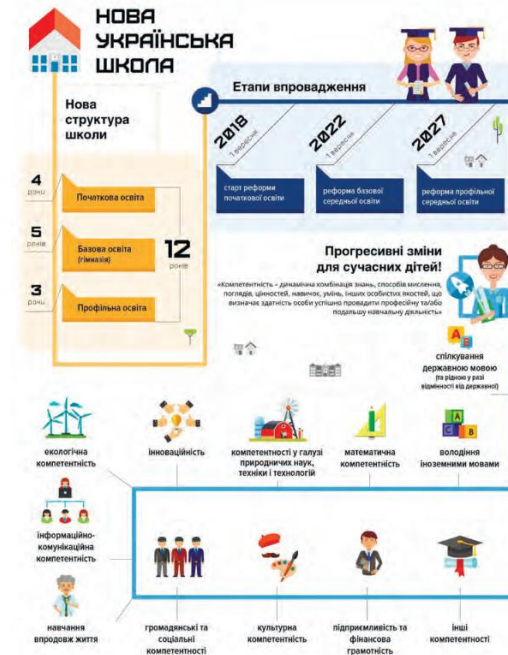 НОВА
УКРАЇНСЬКА
ШКОЛА
Етапи впровадження
Нова
структура
школи
2018
1 вересня
2022
1 вересня
2027
1 вересня
старт реформи
початкової освіти
реформа базової
середньої освіти
реформа профільної
середньої освіти
4
роки
Початкова освіта
5
років
Базова освіта
(гімназія)
3
роки
Профільна освіта
12
років
Прогресивні зміни
для сучасних дітей!
«Компетентність – динамічна комбінація знань, способів мислення,
поглядів, цінностей, навичок, умінь, інших особистих якостей, що
визначає здатність особи успішно провадити професійну та/або
подальшу навчальну діяльність»
А
Б
спілкування
державною мовою
(та рідною у разі
відмінності від державної)
екологічна
компетентність
інноваційність
компетентності у галузі
природничих наук,
техніки і технологій
математична
компетентність
A
C B
володіння
іноземними мовами
інформаційно-
комунікаційна
компетентність
навчання
впродовж життя
громадянські та
соціальні
компетентності
культурна
компетентність
підприємливість та
фінансова
грамотність
інші
компетентності